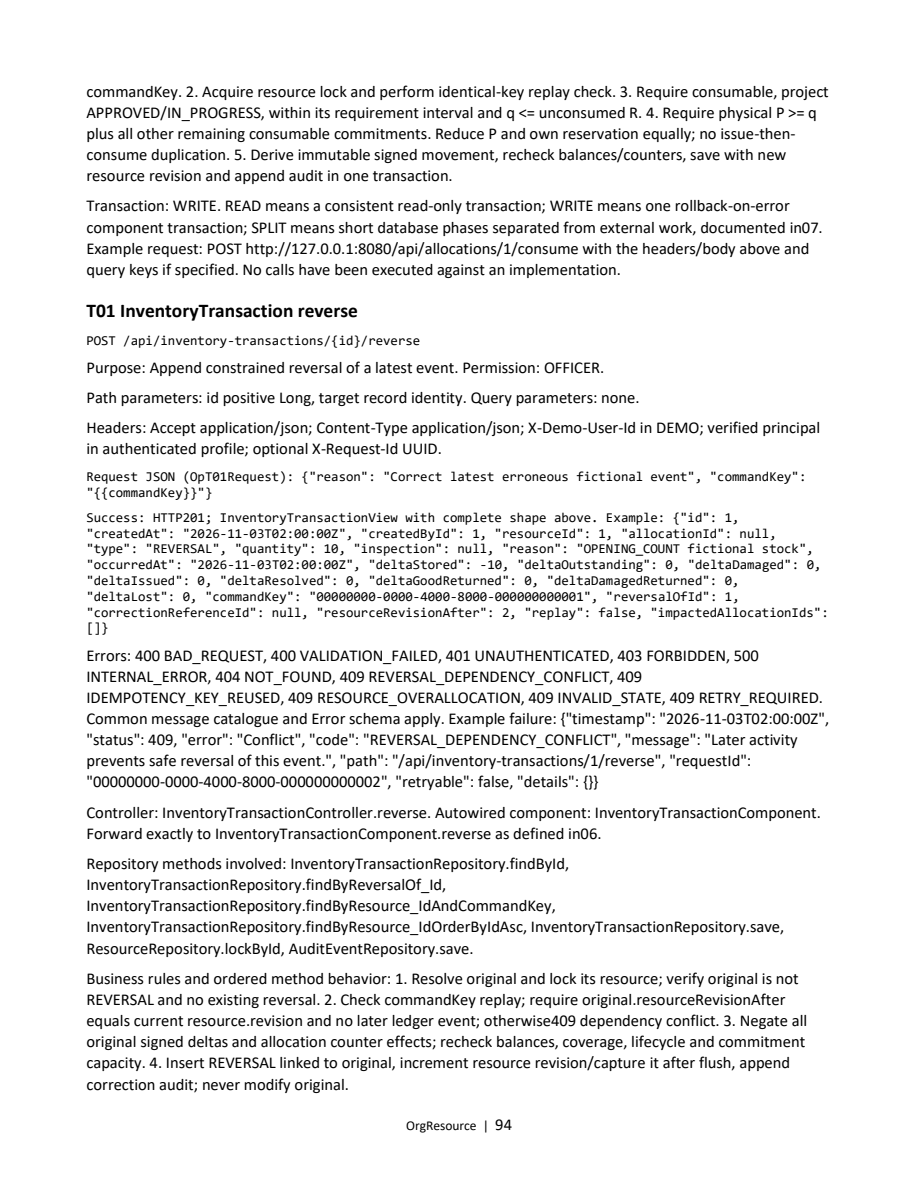 commandKey. 2. Acquire resource lock and perform identical-key replay check. 3. Require consumable, project
APPROVED/IN_PROGRESS, within its requirement interval and q <= unconsumed R. 4. Require physical P >= q
plus all other remaining consumable commitments. Reduce P and own reservation equally; no issue-then-
consume duplication. 5. Derive immutable signed movement, recheck balances/counters, save with new
resource revision and append audit in one transaction.
Transaction: WRITE. READ means a consistent read-only transaction; WRITE means one rollback-on-error
component transaction; SPLIT means short database phases separated from external work, documented in07.
Example request: POST http://127.0.0.1:8080/api/allocations/1/consume with the headers/body above and
query keys if specified. No calls have been executed against an implementation.
T01 InventoryTransaction reverse
POST /api/inventory-transactions/{id}/reverse
Purpose: Append constrained reversal of a latest event. Permission: OFFICER.
Path parameters: id positive Long, target record identity. Query parameters: none.
Headers: Accept application/json; Content-Type application/json; X-Demo-User-Id in DEMO; verified principal
in authenticated profile; optional X-Request-Id UUID.
Request JSON (OpT01Request): {"reason": "Correct latest erroneous fictional event", "commandKey":
"{{commandKey}}"}
Success: HTTP201; InventoryTransactionView with complete shape above. Example: {"id": 1,
"createdAt": "2026-11-03T02:00:00Z", "createdById": 1, "resourceId": 1, "allocationId": null,
"type": "REVERSAL", "quantity": 10, "inspection": null, "reason": "OPENING_COUNT fictional stock",
"occurredAt": "2026-11-03T02:00:00Z", "deltaStored": -10, "deltaOutstanding": 0, "deltaDamaged": 0,
"deltaIssued": 0, "deltaResolved": 0, "deltaGoodReturned": 0, "deltaDamagedReturned": 0,
"deltaLost": 0, "commandKey": "00000000-0000-4000-8000-000000000001", "reversalOfId": 1,
"correctionReferenceId": null, "resourceRevisionAfter": 2, "replay": false, "impactedAllocationIds":
[]}
Errors: 400 BAD_REQUEST, 400 VALIDATION_FAILED, 401 UNAUTHENTICATED, 403 FORBIDDEN, 500
INTERNAL_ERROR, 404 NOT_FOUND, 409 REVERSAL_DEPENDENCY_CONFLICT, 409
IDEMPOTENCY_KEY_REUSED, 409 RESOURCE_OVERALLOCATION, 409 INVALID_STATE, 409 RETRY_REQUIRED.
Common message catalogue and Error schema apply. Example failure: {"timestamp": "2026-11-03T02:00:00Z",
"status": 409, "error": "Conflict", "code": "REVERSAL_DEPENDENCY_CONFLICT", "message": "Later activity
prevents safe reversal of this event.", "path": "/api/inventory-transactions/1/reverse", "requestId":
"00000000-0000-4000-8000-000000000002", "retryable": false, "details": {}}
Controller: InventoryTransactionController.reverse. Autowired component: InventoryTransactionComponent.
Forward exactly to InventoryTransactionComponent.reverse as defined in06.
Repository methods involved: InventoryTransactionRepository.findById,
InventoryTransactionRepository.findByReversalOf_Id,
InventoryTransactionRepository.findByResource_IdAndCommandKey,
InventoryTransactionRepository.findByResource_IdOrderByIdAsc, InventoryTransactionRepository.save,
ResourceRepository.lockById, AuditEventRepository.save.
Business rules and ordered method behavior: 1. Resolve original and lock its resource; verify original is not
REVERSAL and no existing reversal. 2. Check commandKey replay; require original.resourceRevisionAfter
equals current resource.revision and no later ledger event; otherwise409 dependency conflict. 3. Negate all
original signed deltas and allocation counter effects; recheck balances, coverage, lifecycle and commitment
capacity. 4. Insert REVERSAL linked to original, increment resource revision/capture it after flush, append
correction audit; never modify original.
OrgResource | 94